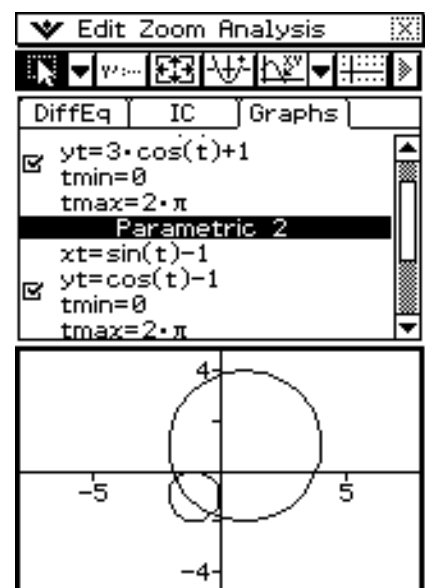 Edit Zoom Analysis
DiffEq IC Graphs
yt=3·cos(t)+1
tmin=0
tmax=2·π
Parametric 2
xt=sin(t)-1
yt=cos(t)-1
tmin=0
tmax=2·π
4
-5 5
-4